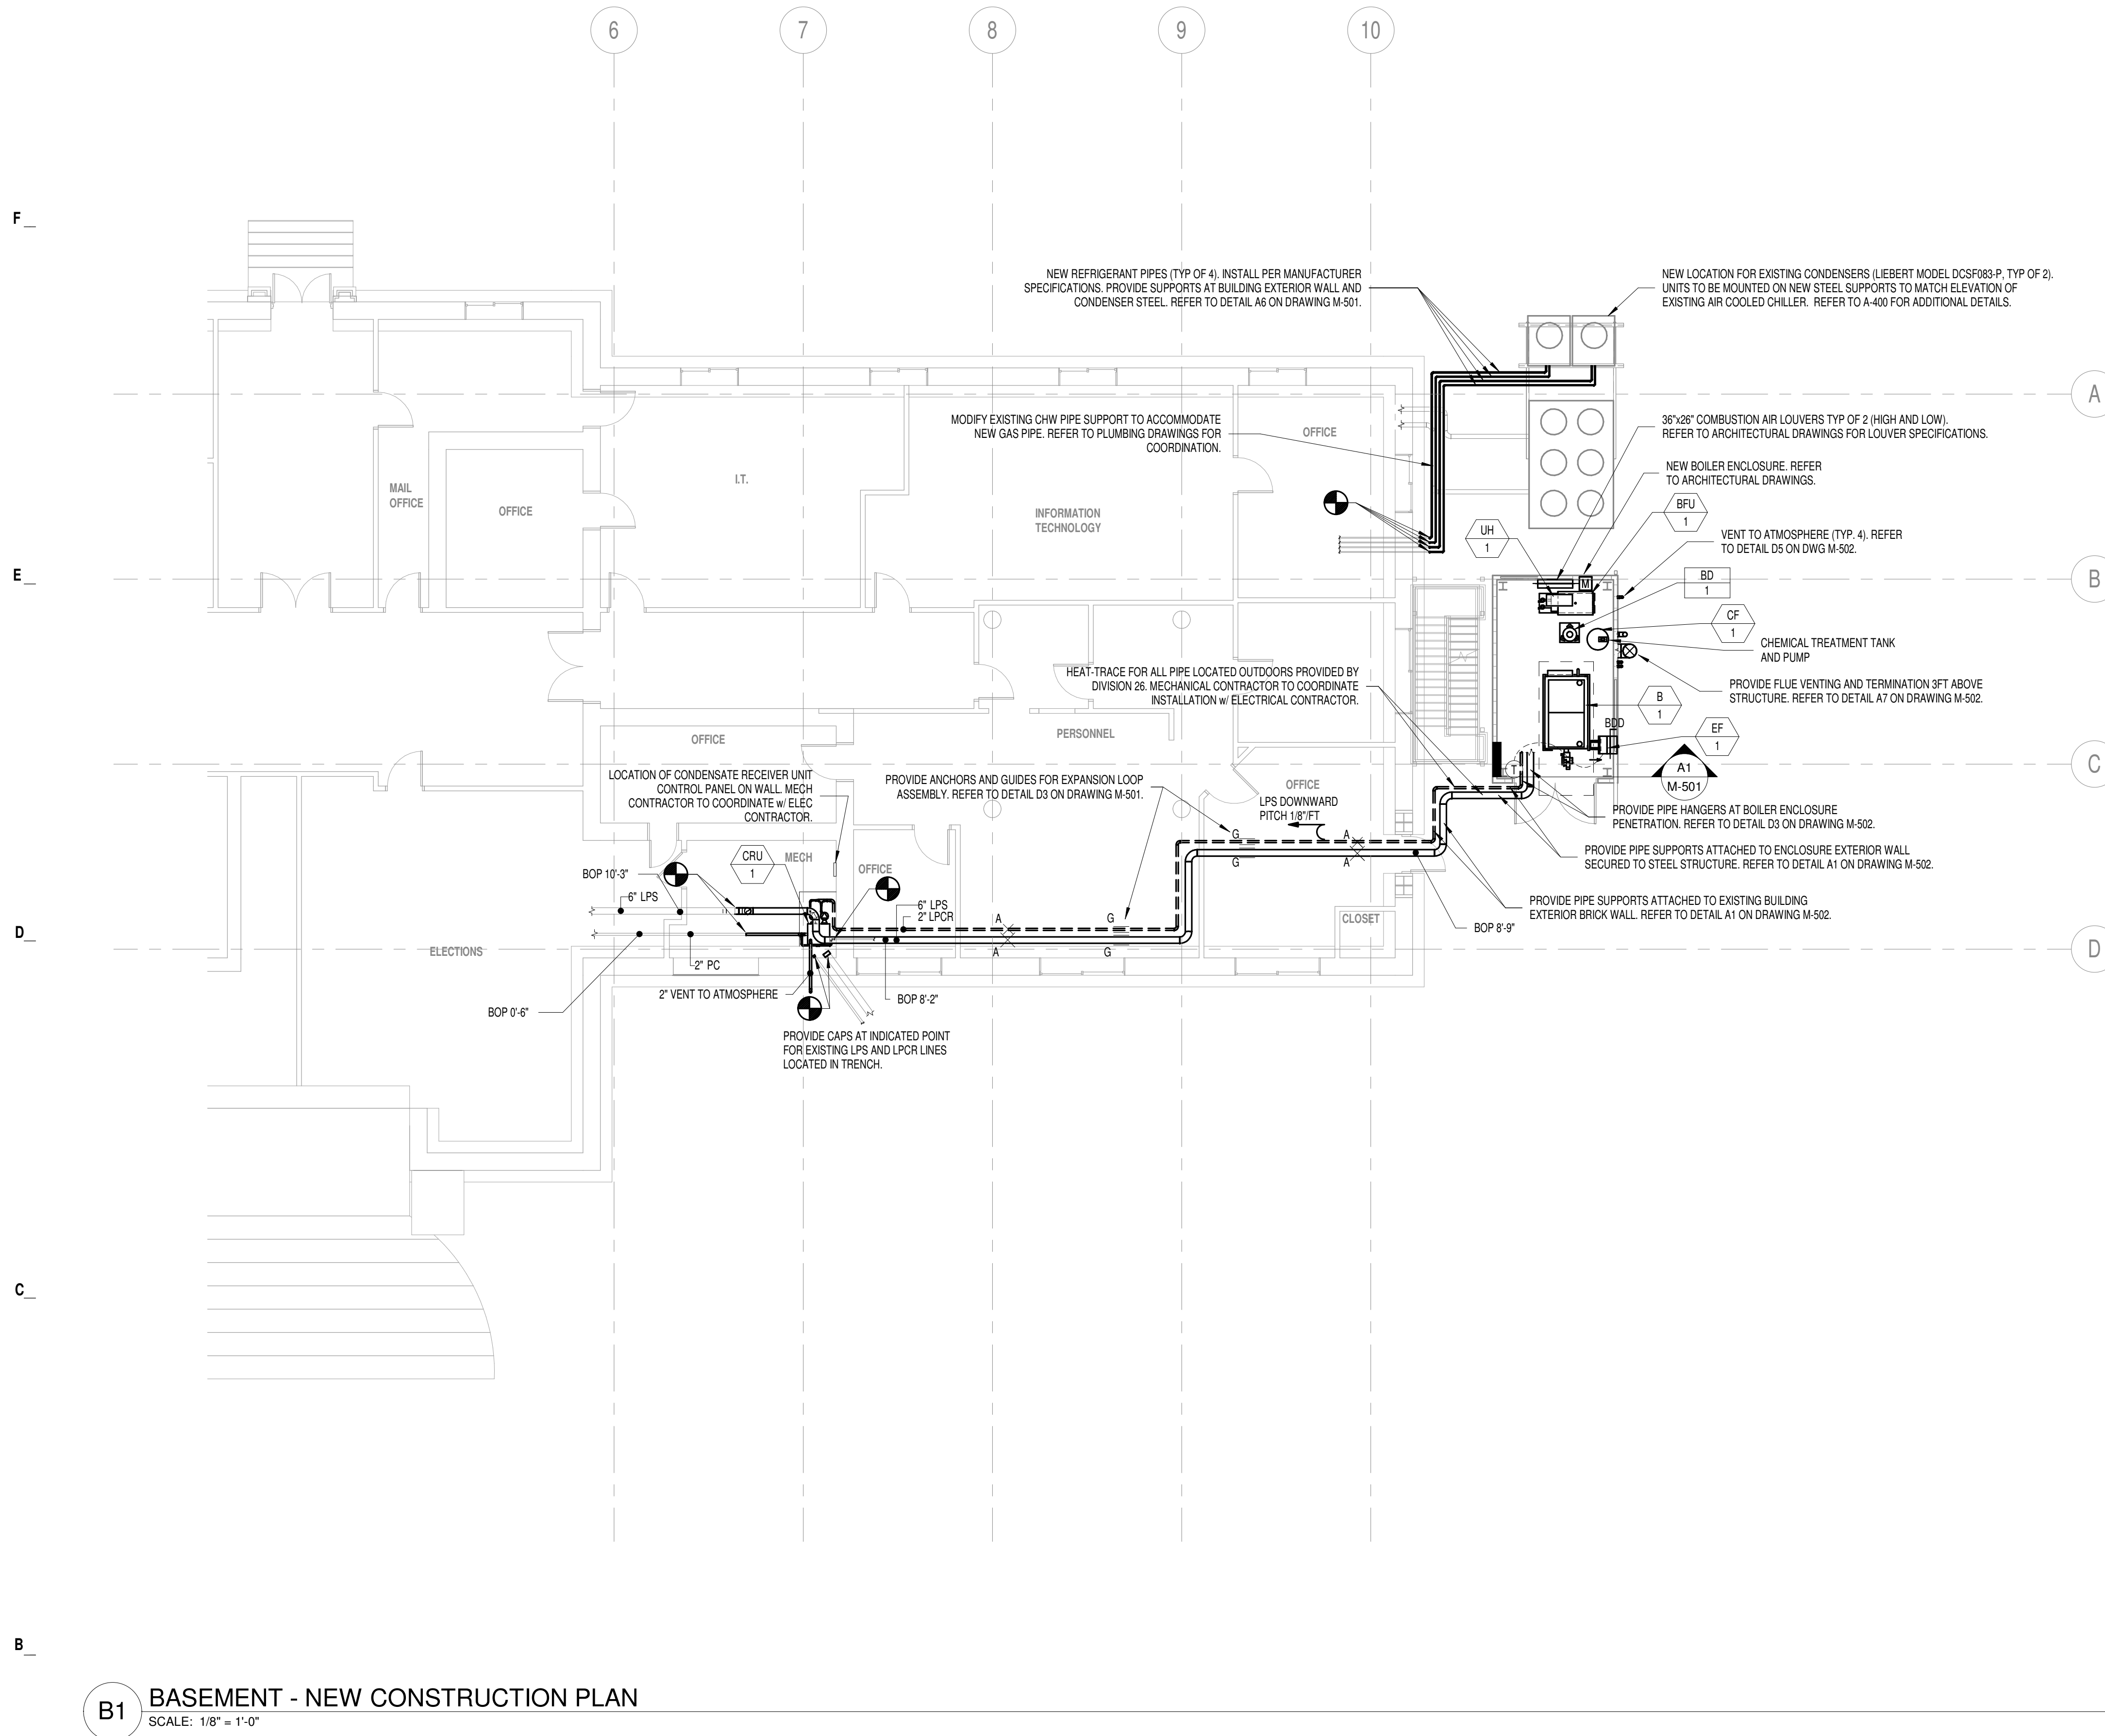 6
7
8
9
10
F
NEW REFRIGERANT PIPES (TYP OF 4). INSTALL PER MANUFACTURER
SPECIFICATIONS. PROVIDE SUPPORTS AT BUILDING EXTERIOR WALL AND
CONDENSER STEEL. REFER TO DETAIL A6 ON DRAWING M-501.
NEW LOCATION FOR EXISTING CONDENSERS (LIEBERT MODEL DCSF083-P, TYP OF 2).
UNITS TO BE MOUNTED ON NEW STEEL SUPPORTS TO MATCH ELEVATION OF
EXISTING AIR COOLED CHILLER. REFER TO A-400 FOR ADDITIONAL DETAILS.
A
MODIFY EXISTING CHW PIPE SUPPORT TO ACCOMMODATE
NEW GAS PIPE. REFER TO PLUMBING DRAWINGS FOR
COORDINATION.
OFFICE
36"x26" COMBUSTION AIR LOUVERS TYP OF 2 (HIGH AND LOW).
REFER TO ARCHITECTURAL DRAWINGS FOR LOUVER SPECIFICATIONS.
NEW BOILER ENCLOSURE. REFER
TO ARCHITECTURAL DRAWINGS.
I.T.
MAIL
OFFICE
OFFICE
INFORMATION
TECHNOLOGY
BFU
1
UH
1
VENT TO ATMOSPHERE (TYP. 4). REFER
TO DETAIL D5 ON DWG M-502.
E
B
M
BD
1
CF
1
CHEMICAL TREATMENT TANK
AND PUMP
HEAT-TRACE FOR ALL PIPE LOCATED OUTDOORS PROVIDED BY
DIVISION 26. MECHANICAL CONTRACTOR TO COORDINATE
INSTALLATION w/ ELECTRICAL CONTRACTOR.
PROVIDE FLUE VENTING AND TERMINATION 3FT ABOVE
STRUCTURE. REFER TO DETAIL A7 ON DRAWING M-502.
B
1
BDD
EF
1
OFFICE
PERSONNEL
C
LOCATION OF CONDENSATE RECEIVER UNIT
CONTROL PANEL ON WALL. MECH
CONTRACTOR TO COORDINATE w/ ELEC
CONTRACTOR.
PROVIDE ANCHORS AND GUIDES FOR EXPANSION LOOP
ASSEMBLY. REFER TO DETAIL D3 ON DRAWING M-501.
OFFICE
LPS DOWNWARD
PITCH 1/8"/FT
T
A1
M-501
PROVIDE PIPE HANGERS AT BOILER ENCLOSURE
PENETRATION. REFER TO DETAIL D3 ON DRAWING M-502.
G
A
G
A
PROVIDE PIPE SUPPORTS ATTACHED TO ENCLOSURE EXTERIOR WALL
SECURED TO STEEL STRUCTURE. REFER TO DETAIL A1 ON DRAWING M-502.
CRU
1
MECH
OFFICE
BOP 10'-3"
6" LPS
6" LPS
2" LPCR
A
G
A
G
CLOSET
PROVIDE PIPE SUPPORTS ATTACHED TO EXISTING BUILDING
EXTERIOR BRICK WALL. REFER TO DETAIL A1 ON DRAWING M-502.
BOP 8'-9"
D
D
ELECTIONS
2" PC
2" VENT TO ATMOSPHERE
BOP 8'-2"
BOP 0'-6"
PROVIDE CAPS AT INDICATED POINT
FOR EXISTING LPS AND LPCR LINES
LOCATED IN TRENCH.
C
B
B1
BASEMENT - NEW CONSTRUCTION PLAN
SCALE: 1/8" = 1'-0"